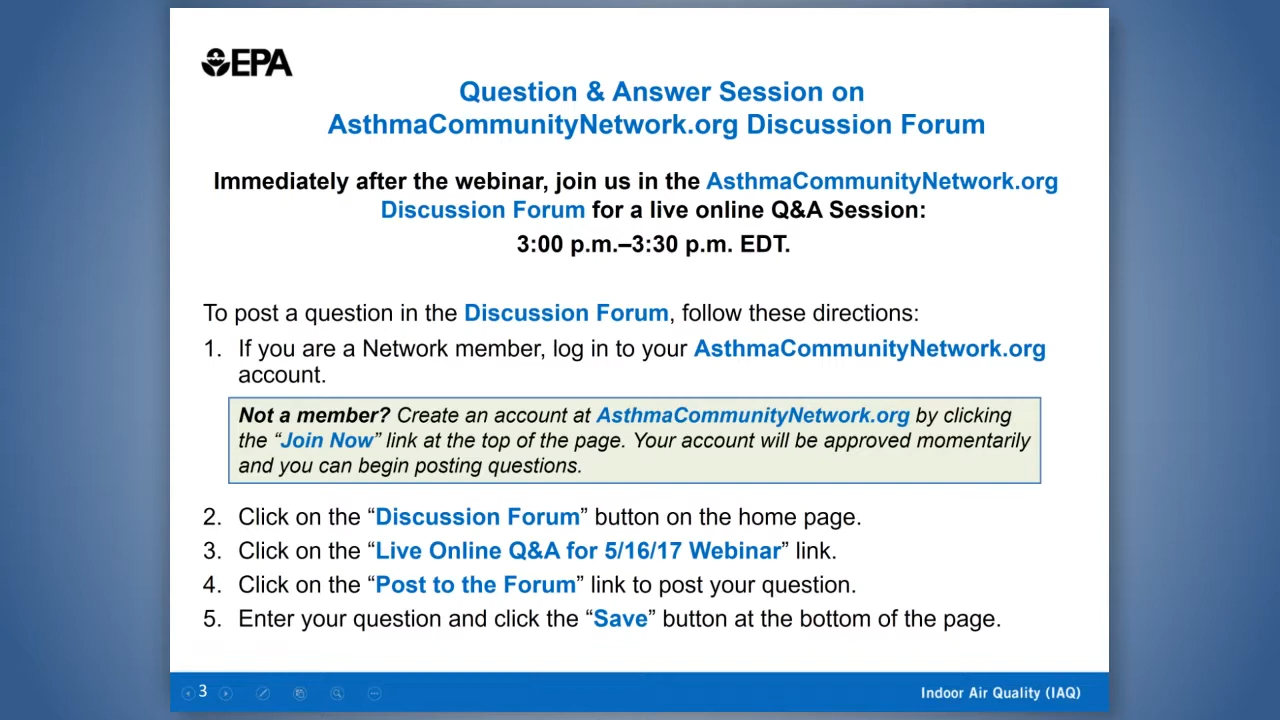 EPA
Question & Answer Session on
AsthmaCommunityNetwork.org Discussion Forum
Immediately after the webinar, join us in the AsthmaCommunityNetwork.org
Discussion Forum for a live online Q&A Session:
3:00 p.m.–3:30 p.m. EDT.
To post a question in the Discussion Forum, follow these directions:
1. If you are a Network member, log in to your AsthmaCommunityNetwork.org
account.
Not a member? Create an account at AsthmaCommunityNetwork.org by clicking
the “Join Now” link at the top of the page. Your account will be approved momentarily
and you can begin posting questions.
2. Click on the “Discussion Forum” button on the home page.
3. Click on the “Live Online Q&A for 5/16/17 Webinar” link.
4. Click on the “Post to the Forum” link to post your question.
5. Enter your question and click the “Save” button at the bottom of the page.
3
Indoor Air Quality (IAQ)